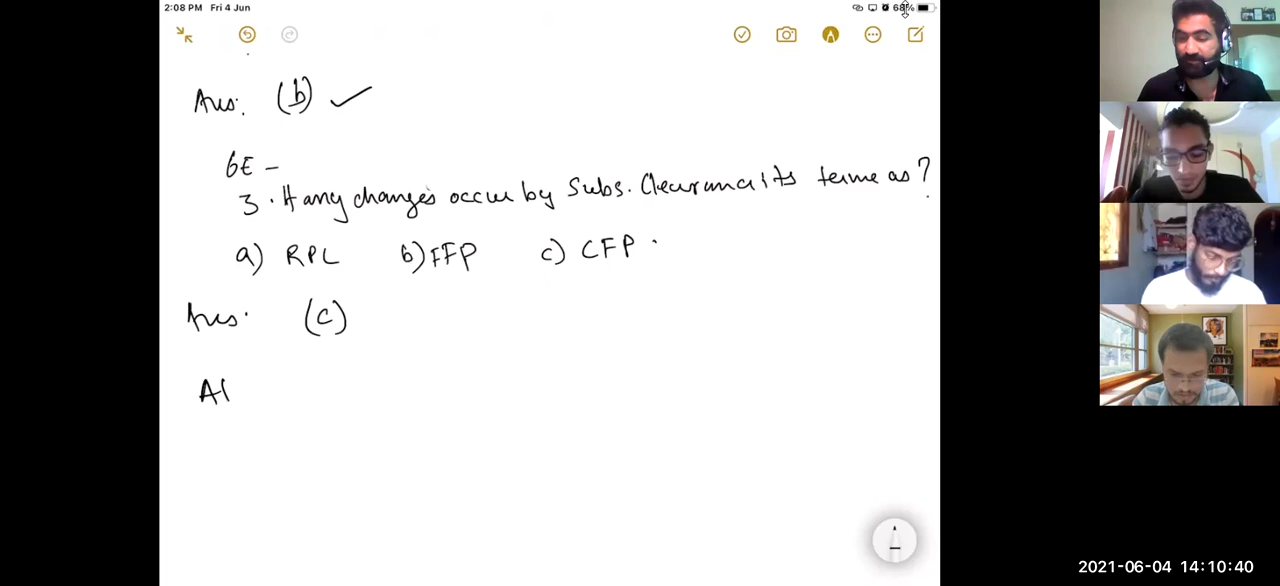 2:08 PM Fri 4 Jun
68%
Ans. (b) ✓
6E -
3. If any changes occur by Subs. Clearance its terme as ?
a) RPL b) FFP c) CFP .
Ans. (c)
Al
2021-06-04 14:10:40